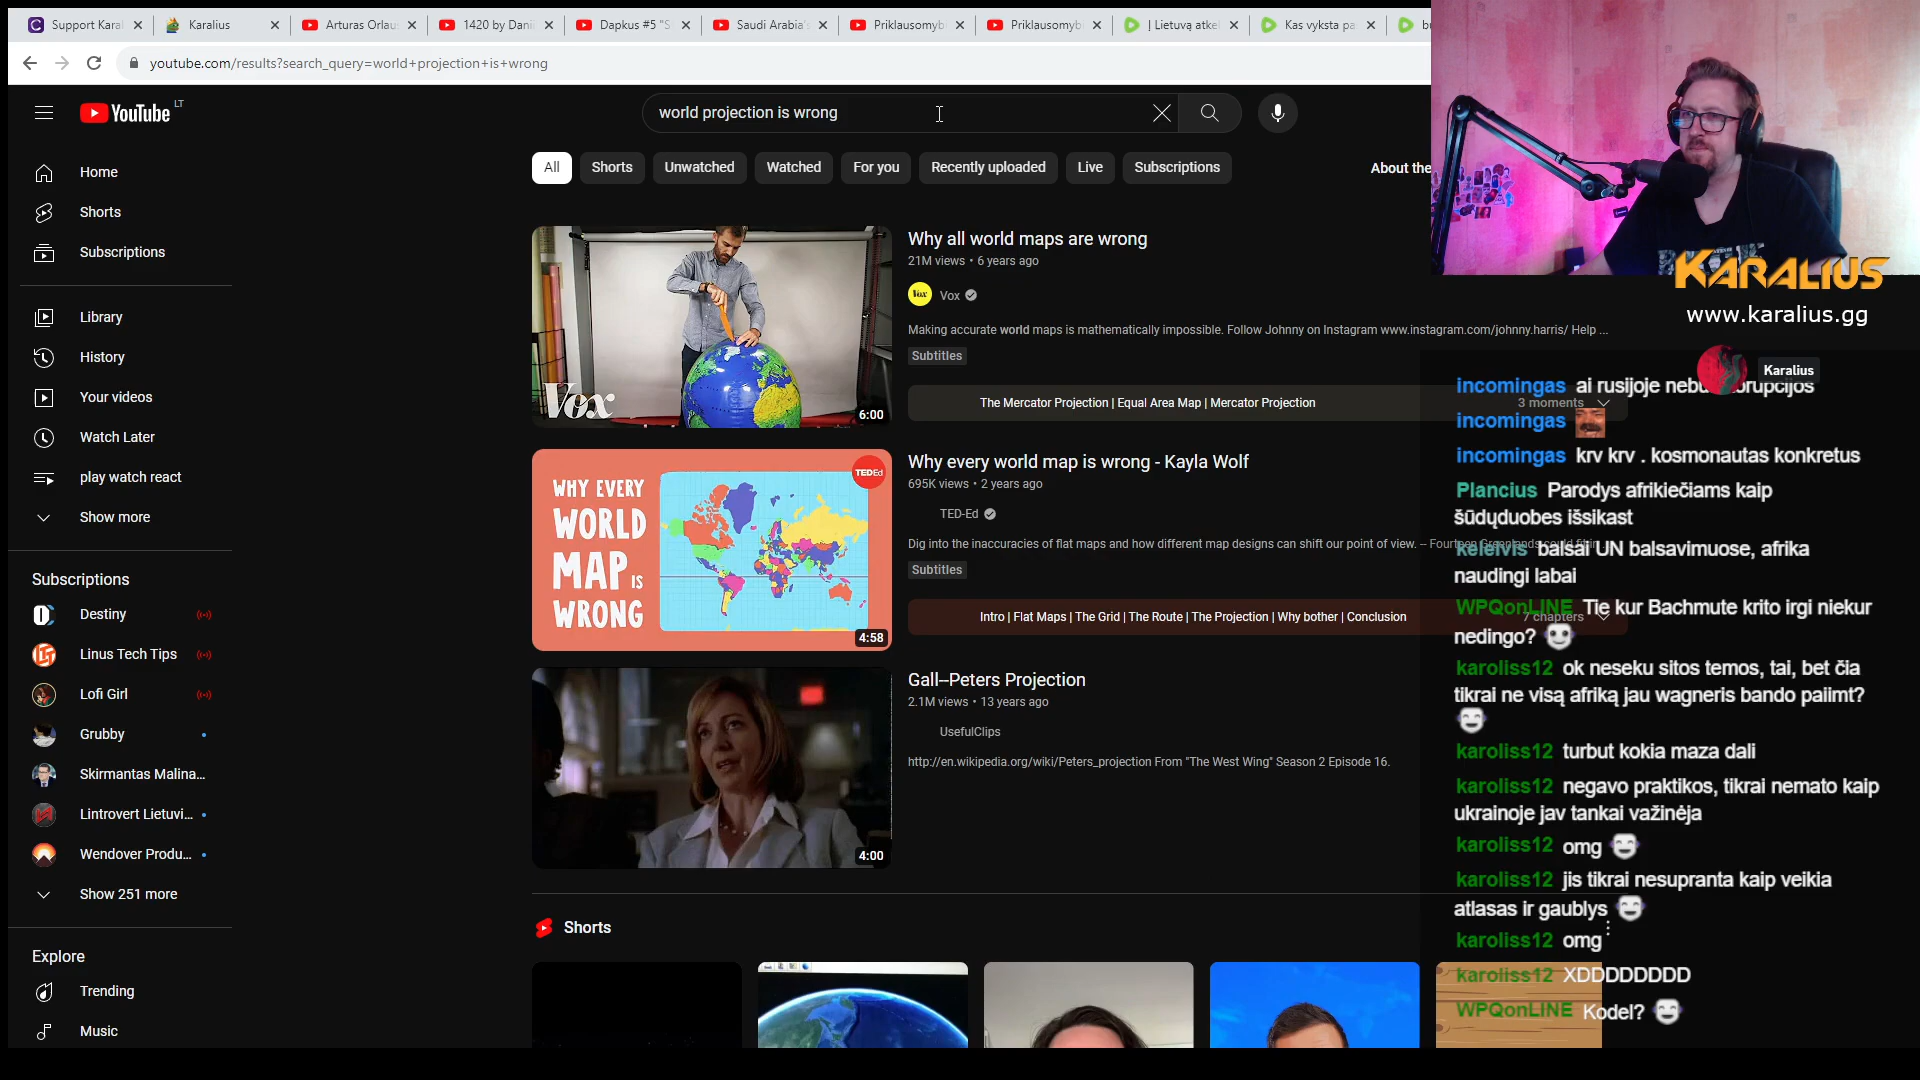 Support Karal
Karalius
Arturas Orlau
1420 by Dani
Dapkus #5 "S
Saudi Arabia's
Priklausomyb
Priklausomyb
Į Lietuvą atke
Kas vyksta pa
youtube.com/results?search_query=world+projection+is+wrong
YouTube LT
world projection is wrong
All
Shorts
Unwatched
Watched
For you
Recently uploaded
Live
Subscriptions
About the
Home
Shorts
Subscriptions
Library
History
Your videos
Watch Later
play watch react
Show more
Subscriptions
Destiny
Linus Tech Tips
Lofi Girl
Grubby
Skirmantas Malina...
Lintrovert Lietuvi...
Wendover Produ...
Show 251 more
Explore
Trending
Music
Vox
6:00
Why all world maps are wrong
21M views • 6 years ago
Vox
Vox
Making accurate world maps is mathematically impossible. Follow Johnny on Instagram www.instagram.com/johnny.harris/ Help ...
Subtitles
The Mercator Projection | Equal Area Map | Mercator Projection
3 moments
WHY EVERY
WORLD
MAP IS
WRONG
TED-Ed
4:58
Why every world map is wrong - Kayla Wolf
695K views • 2 years ago
TED-Ed
Dig into the inaccuracies of flat maps and how different map designs can shift our point of view. -- Fourteen Greenlands could fit in
Subtitles
Intro | Flat Maps | The Grid | The Route | The Projection | Why bother | Conclusion
7 chapters
4:00
Gall--Peters Projection
2.1M views • 13 years ago
UsefulClips
http://en.wikipedia.org/wiki/Peters_projection From "The West Wing" Season 2 Episode 16.
Shorts
KARALIUS
www.karalius.gg
Karalius
incomingas ai rusijoje korupcijos
incomingas
incomingas krv krv . kosmonautas konkretus
Plancius Parodys afrikiečiams kaip
šūdųduobes išsikast
keleivis balsai UN balsavimuose, afrika
naudingi labai
WPQonLINE Tie kur Bachmute krito irgi niekur
nedingo?
karoliss12 ok neseku sitos temos, tai, bet čia
tikrai ne visą afriką jau wagneris bando paiimt?
karoliss12 turbut kokia maza dali
karoliss12 negavo praktikos, tikrai nemato kaip
ukrainoje jav tankai važinėja
karoliss12 omg
karoliss12 jis tikrai nesupranta kaip veikia
atlasas ir gaublys
karoliss12 omg
karoliss12 XDDDDDDDD
WPQonLINE Kodel?